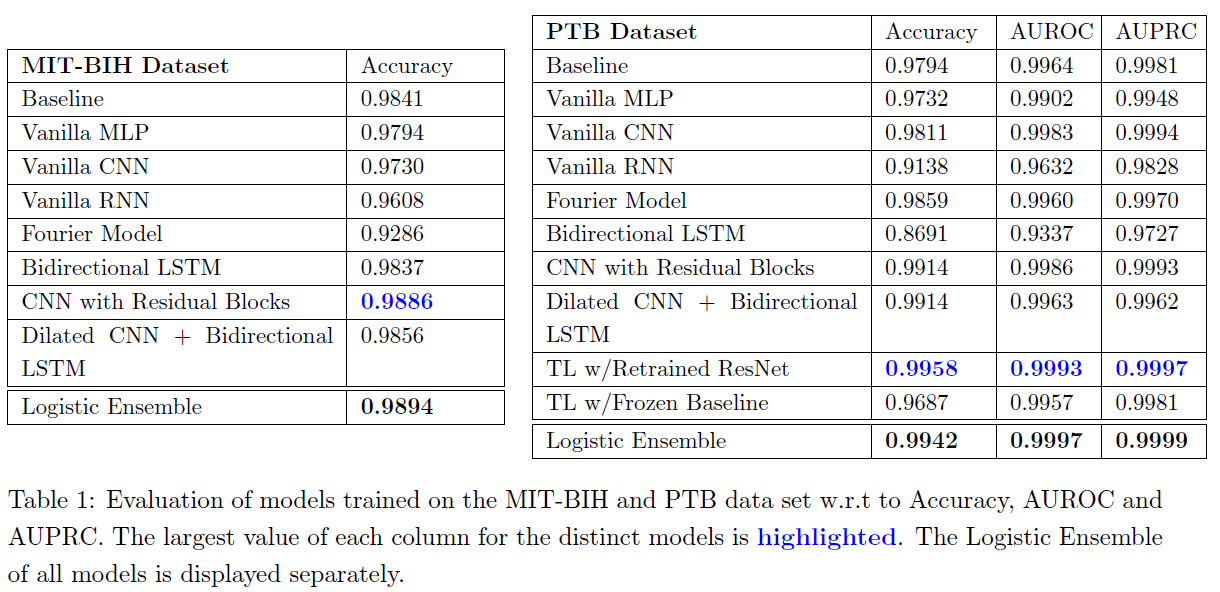 MIT-BIH Dataset Accuracy
Baseline 0.9841
Vanilla MLP 0.9794
Vanilla CNN 0.9730
Vanilla RNN 0.9608
Fourier Model 0.9286
Bidirectional LSTM 0.9837
CNN with Residual Blocks 0.9886
Dilated CNN + Bidirectional 0.9856
LSTM
Logistic Ensemble 0.9894
PTB Dataset Accuracy AUROC AUPRC
Baseline 0.9794 0.9964 0.9981
Vanilla MLP 0.9732 0.9902 0.9948
Vanilla CNN 0.9811 0.9983 0.9994
Vanilla RNN 0.9138 0.9632 0.9828
Fourier Model 0.9859 0.9960 0.9970
Bidirectional LSTM 0.8691 0.9337 0.9727
CNN with Residual Blocks 0.9914 0.9986 0.9993
Dilated CNN + Bidirectional 0.9914 0.9963 0.9962
LSTM
TL w/Retrained ResNet 0.9958 0.9993 0.9997
TL w/Frozen Baseline 0.9687 0.9957 0.9981
Logistic Ensemble 0.9942 0.9997 0.9999
Table 1: Evaluation of models trained on the MIT-BIH and PTB data set w.r.t to Accuracy, AUROC and
AUPRC. The largest value of each column for the distinct models is highlighted. The Logistic Ensemble
of all models is displayed separately.